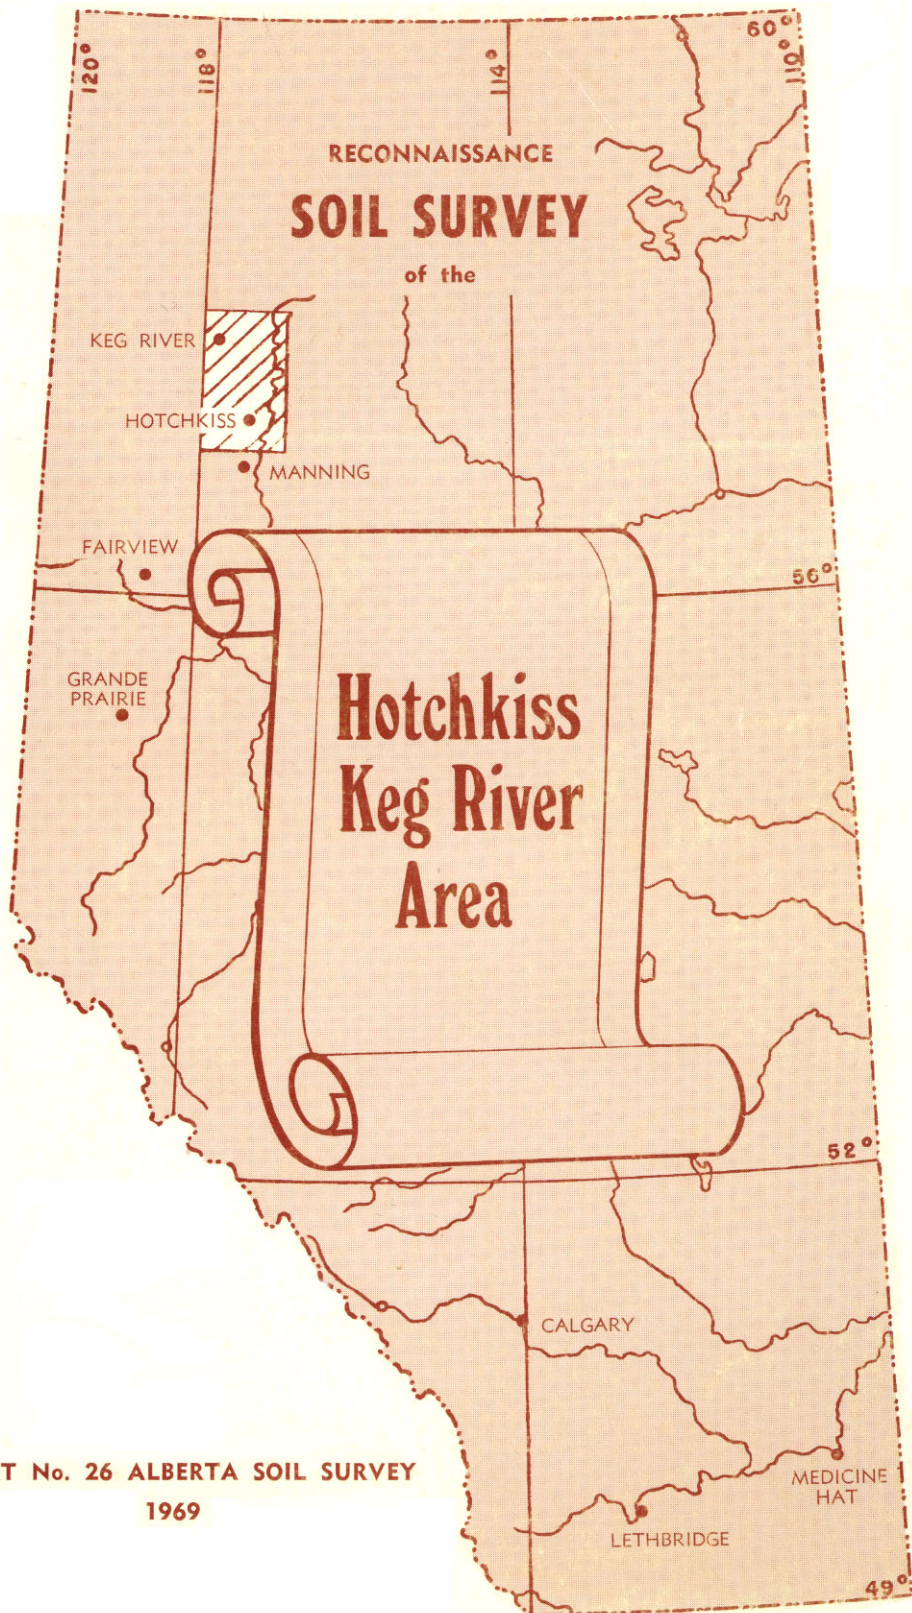 120°
118°
114°
60°
110°
RECONNAISSANCE
SOIL SURVEY
of the
KEG RIVER
HOTCHKISS
MANNING
FAIRVIEW
56°
GRANDE
PRAIRIE
Hotchkiss
Keg River
Area
52°
CALGARY
T No. 26 ALBERTA SOIL SURVEY
1969
MEDICINE
HAT
LETHBRIDGE
49°